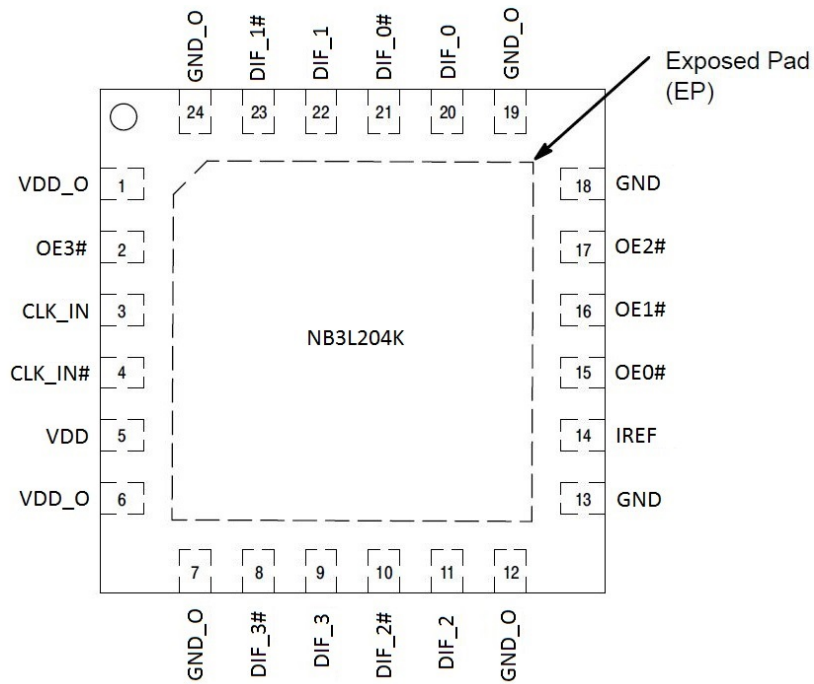 GND_O
DIF_1#
DIF_1
DIF_0#
DIF_0
GND_O
Exposed Pad
(EP)
24
23
22
21
20
19
VDD_O
1
18
GND
OE3#
2
17
OE2#
CLK_IN
3
16
OE1#
NB3L204K
CLK_IN#
4
15
OE0#
VDD
5
14
IREF
VDD_O
6
13
GND
7
8
9
10
11
12
GND_O
DIF_3#
DIF_3
DIF_2#
DIF_2
GND_O